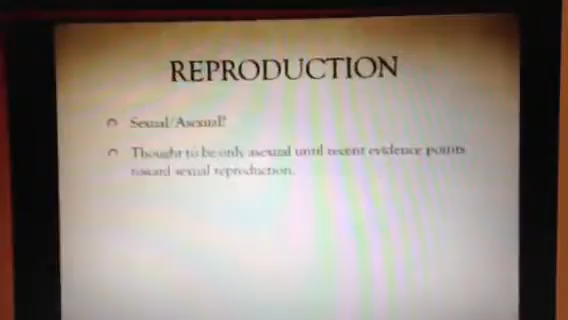 REPRODUCTION
Sexual/Asexual?
Thought to be only asexual until recent evidence points
toward sexual reproduction.